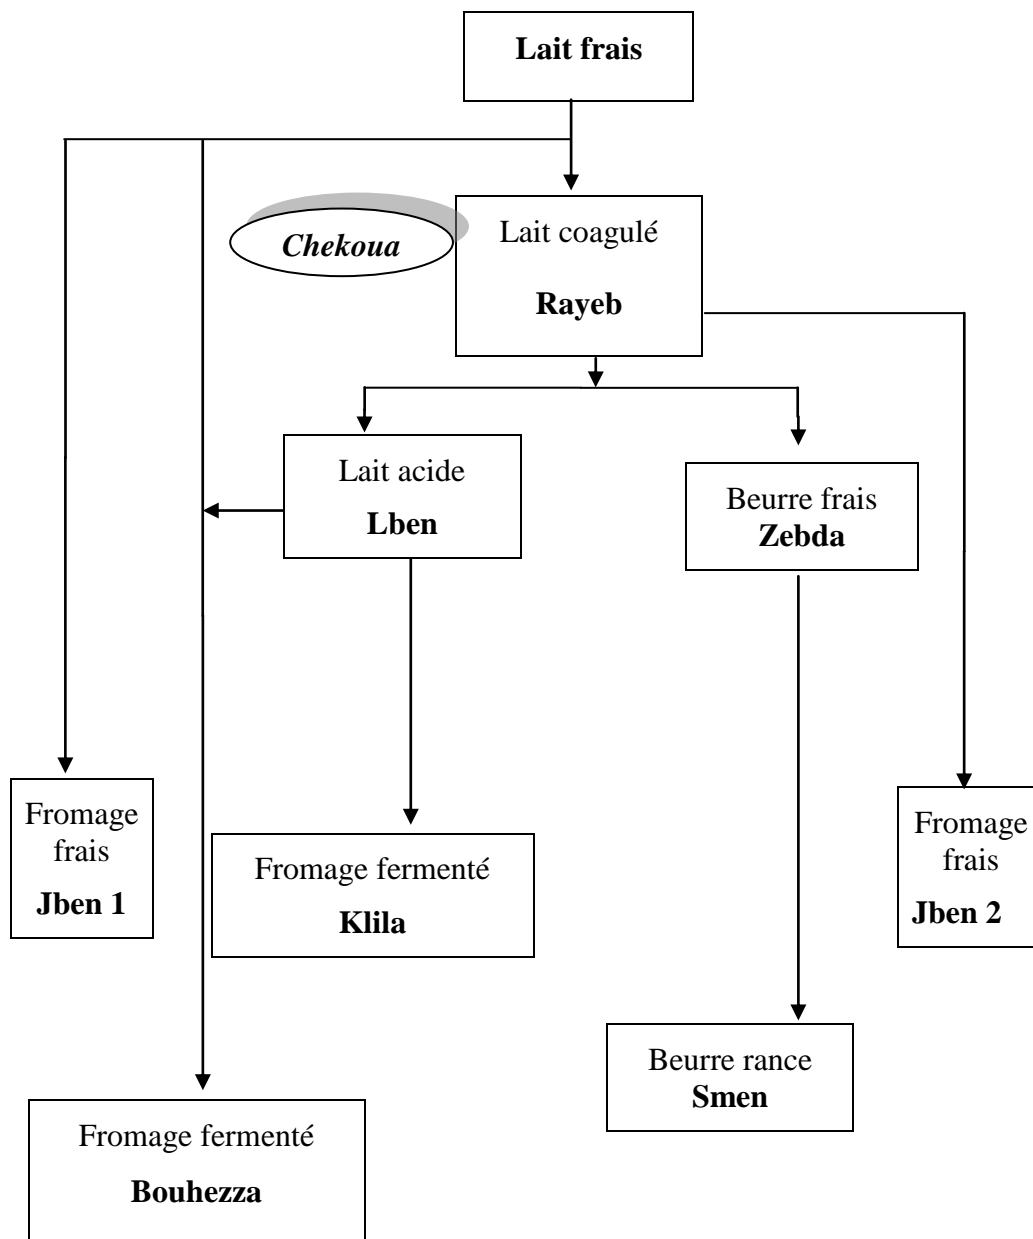 Lait frais
Chekoua
Lait coagulé
Rayeb
Lait acide
Lben
Beurre frais
Zebda
Fromage
frais
Jben 1
Fromage fermenté
Klila
Fromage
frais
Jben 2
Beurre rance
Smen
Fromage fermenté
Bouhezza